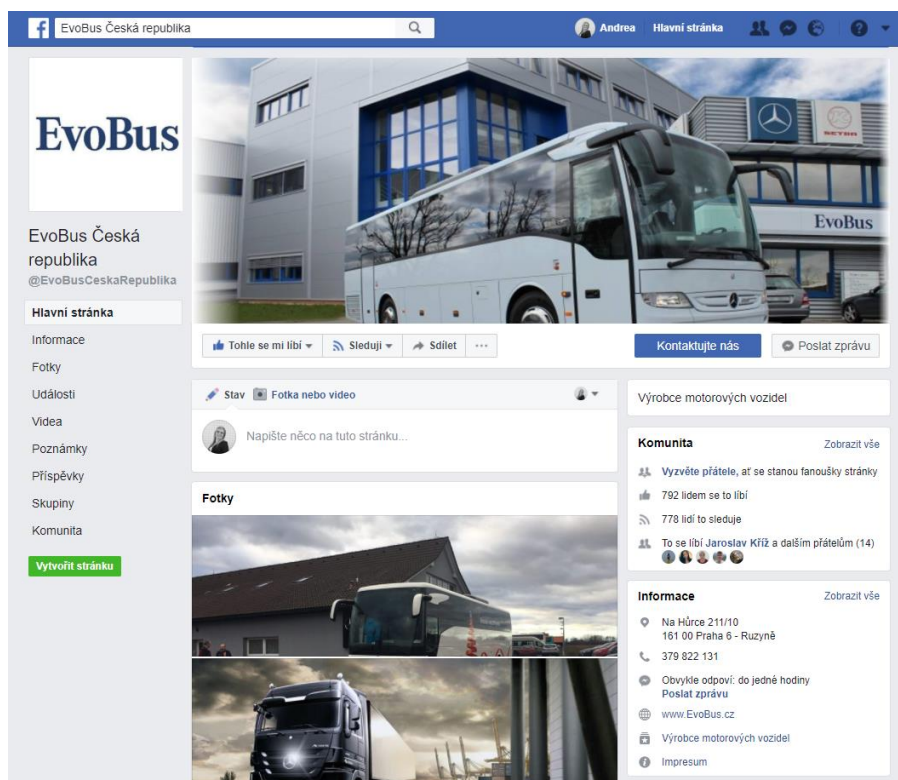 EvoBus Česká republika
Andrea
Hlavní stránka
EvoBus
SETRA
EvoBus
EvoBus Česká
republika
@EvoBusCeskaRepublika
Hlavní stránka
Informace
Fotky
Události
Videa
Poznámky
Příspěvky
Skupiny
Komunita
Vytvořit stránku
Tohle se mi líbí
Sleduji
Sdílet
...
Kontaktujte nás
Poslat zprávu
Stav
Fotka nebo video
Napište něco na tuto stránku...
Fotky
Výrobce motorových vozidel
Komunita
Zobrazit vše
Vyzvěte přátele, ať se stanou fanoušky stránky
792 lidem se to líbí
778 lidí to sleduje
To se líbí Jaroslav Kříž a dalším přátelům (14)
Informace
Zobrazit vše
Na Hůrce 211/10
161 00 Praha 6 - Ruzyně
379 822 131
Obvykle odpoví: do jedné hodiny
Poslat zprávu
www.EvoBus.cz
Výrobce motorových vozidel
Impresum